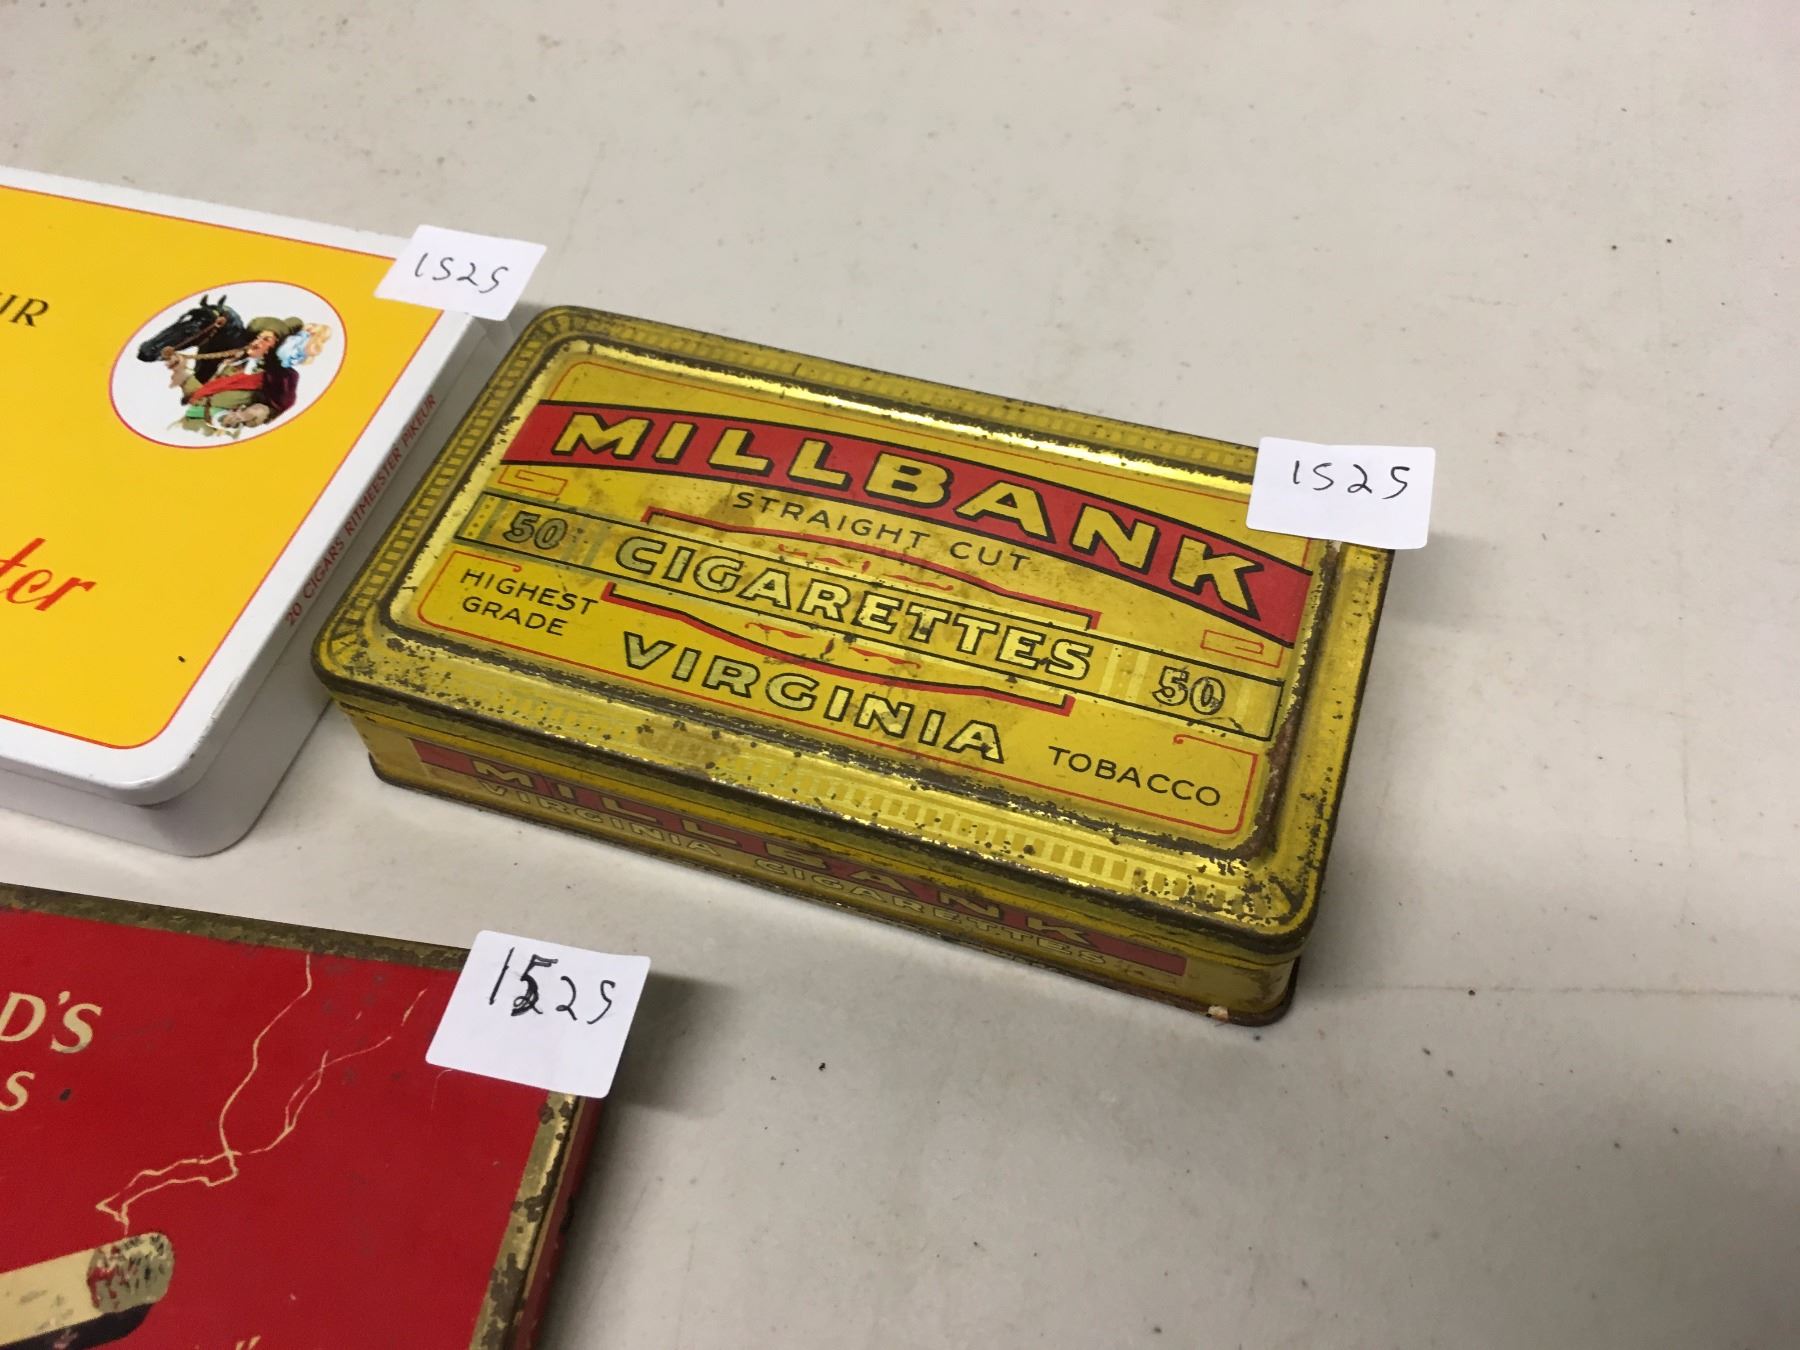 UR
ter
20 CIGARS RITMEESTER PIKEUR
1525
MILLBANK
STRAIGHT CUT
50 CIGARETTES 50
HIGHEST
GRADE
VIRGINIA TOBACCO
MILLBANK
VIRGINIA CIGARETTES
1525
D'S
S
1525